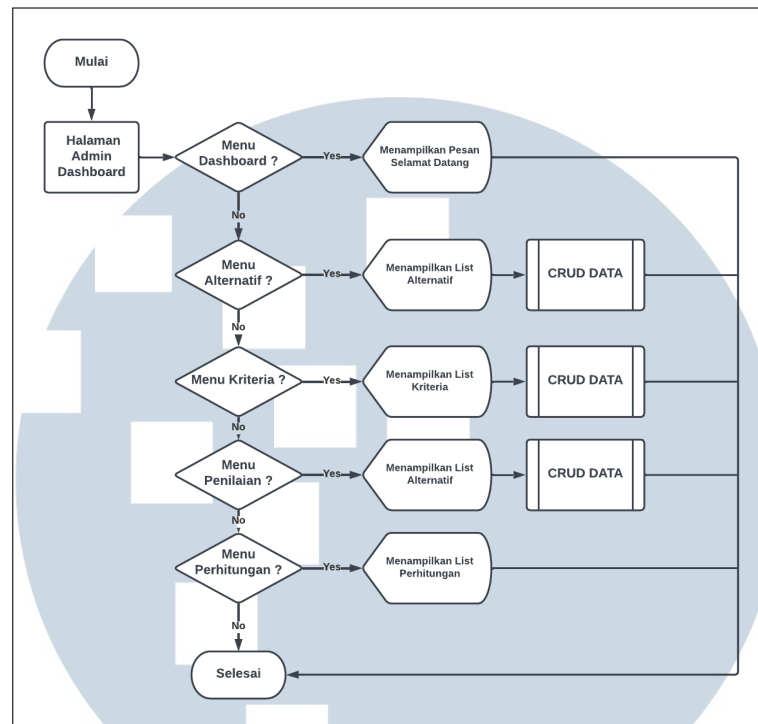 Mulai
Halaman
Admin
Dashboard
Menu
Dashboard ?
Yes
Menampilkan Pesan
Selamat Datang
No
Menu
Alternatif ?
Yes
Menampilkan List
Alternatif
CRUD DATA
No
Menu Kriteria ?
Yes
Menampilkan List
Kriteria
CRUD DATA
No
Menu
Penilaian ?
Yes
Menampilkan List
Alternatif
CRUD DATA
No
Menu
Perhitungan ?
Yes
Menampilkan List
Perhitungan
No
Selesai